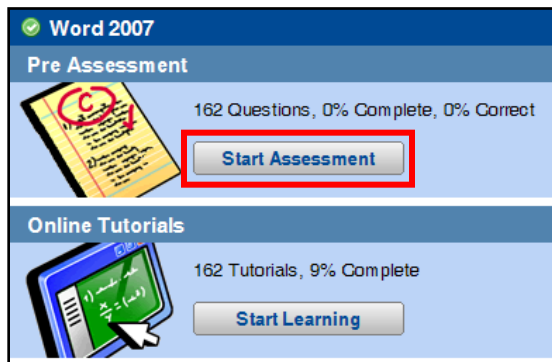 Word 2007
Pre Assessment
162 Questions, 0% Complete, 0% Correct
Start Assessment
Online Tutorials
162 Tutorials, 9% Complete
Start Learning